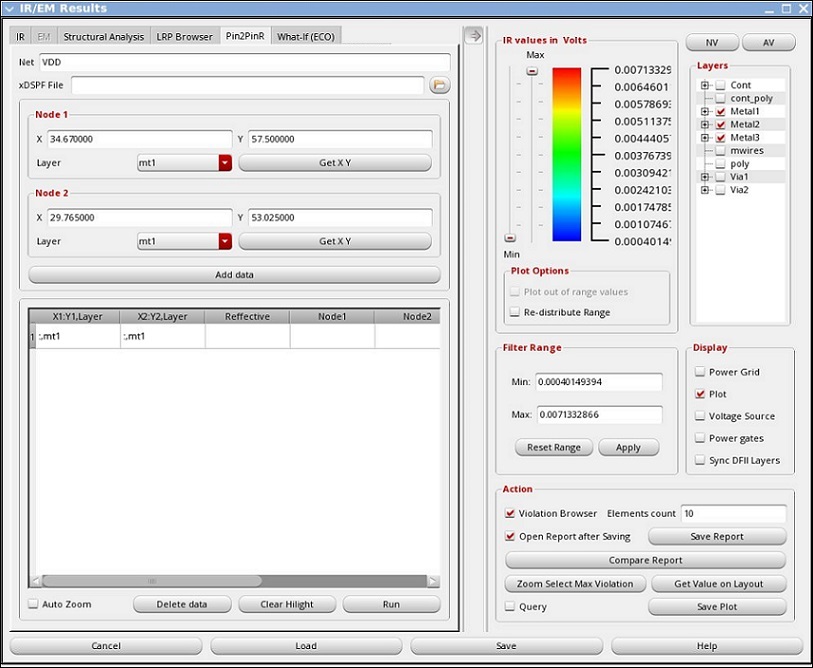 IR/EM Results
IR EM Structural Analysis LRP Browser Pin2PinR What-If (ECO)
Net VDD
xDSPF File
Node 1
X 34.670000 Y 57.500000
Layer mt1 Get X Y
Node 2
X 29.765000 Y 53.025000
Layer mt1 Get X Y
Add data
X1:Y1,Layer X2:Y2,Layer Reffective Node1 Node2
1 :,mt1 :,mt1
Auto Zoom Delete data Clear Hilight Run
IR values in Volts
Max
0.00713329
0.0064601
0.00578693
0.00511375
0.00444057
0.00376739
0.00309421
0.00242103
0.00174785
0.00107467
0.00040149
Min
Plot Options
Plot out of range values
Re-distribute Range
NV AV
Layers
Cont
cont_poly
Metal1
Metal2
Metal3
mwires
poly
Via1
Via2
Filter Range
Min: 0.00040149394
Max: 0.0071332866
Reset Range Apply
Display
Power Grid
Plot
Voltage Source
Power gates
Sync DFII Layers
Action
Violation Browser Elements count 10
Open Report after Saving Save Report
Compare Report
Zoom Select Max Violation Get Value on Layout
Query Save Plot
Cancel Load Save Help